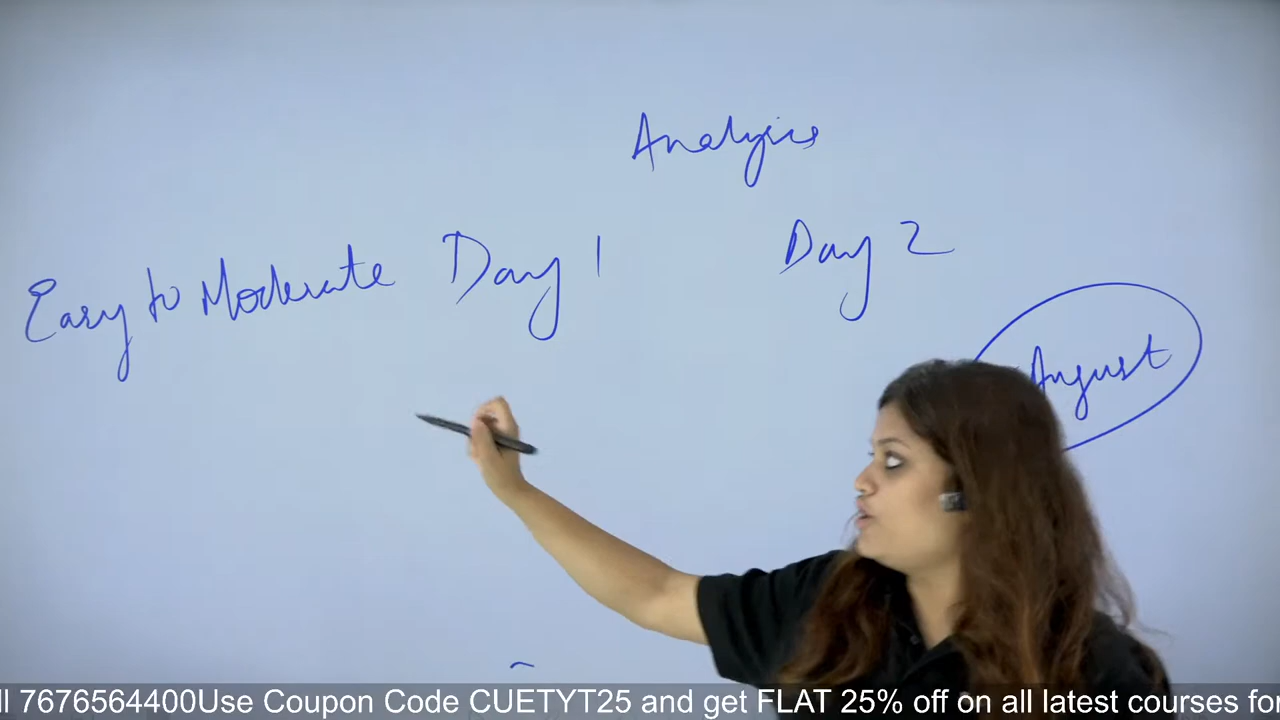 Analysis
Easy to Moderate Day 1
Day 2
August
ll 7676564400Use Coupon Code CUETYT25 and get FLAT 25% off on all latest courses for